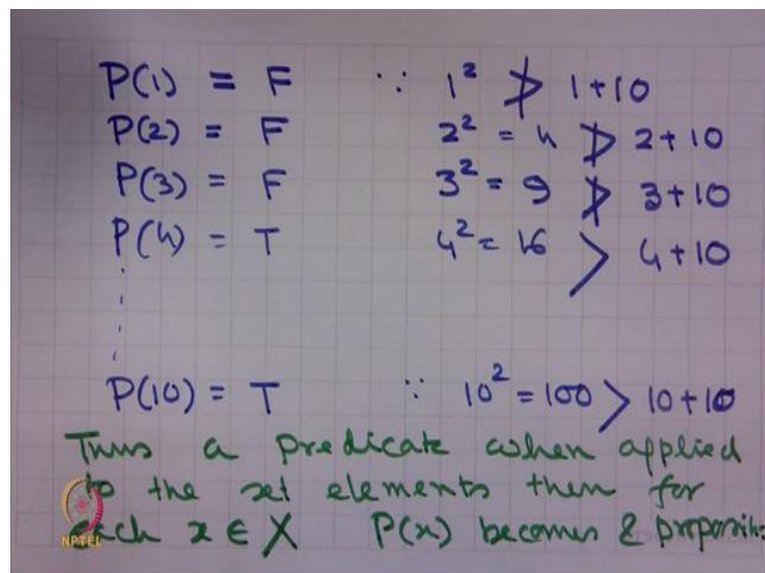 P(1) = F ∵ 1² ≯ 1+10
P(2) = F 2² = 4 ≯ 2+10
P(3) = F 3² = 9 ≯ 3+10
P(4) = T 4² = 16 > 4+10
P(10) = T ∵ 10² = 100 > 10+10
Thus a predicate when applied
to the set elements then for
each x ∈ X P(x) becomes a
NPTEL